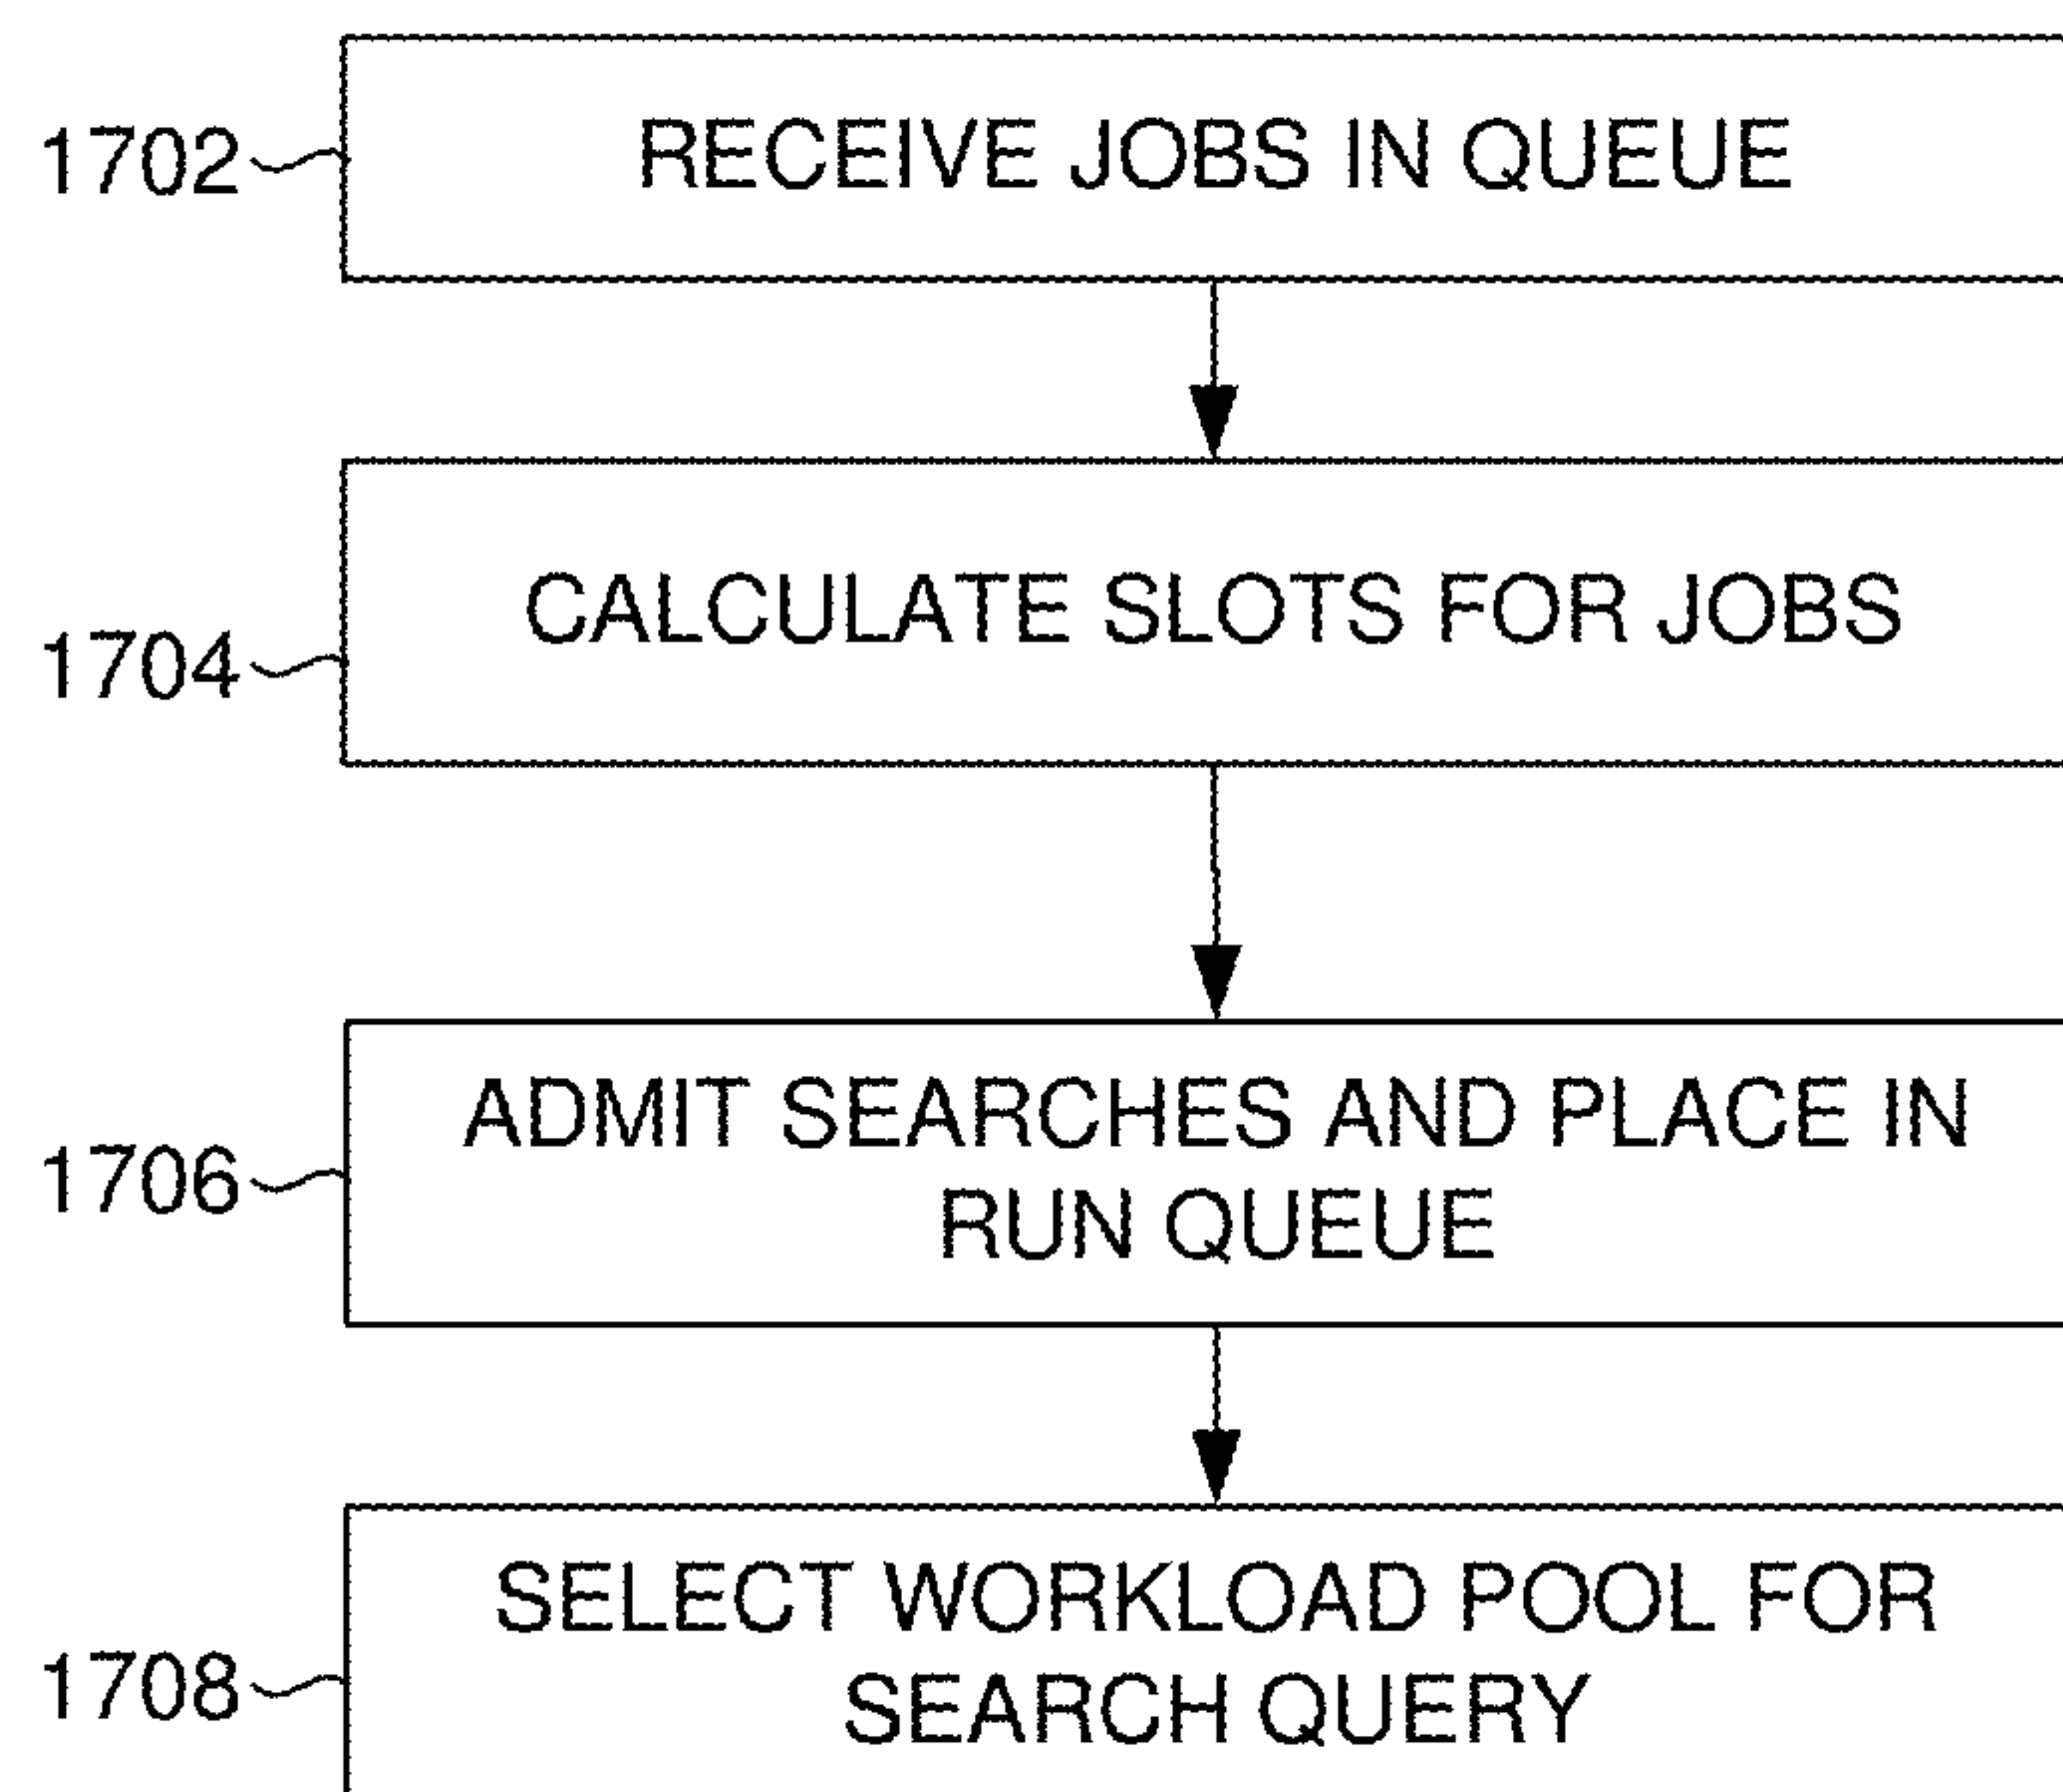 1702
RECEIVE JOBS IN QUEUE
1704
CALCULATE SLOTS FOR JOBS
1706
ADMIT SEARCHES AND PLACE IN
RUN QUEUE
1708
SELECT WORKLOAD POOL FOR
SEARCH QUERY